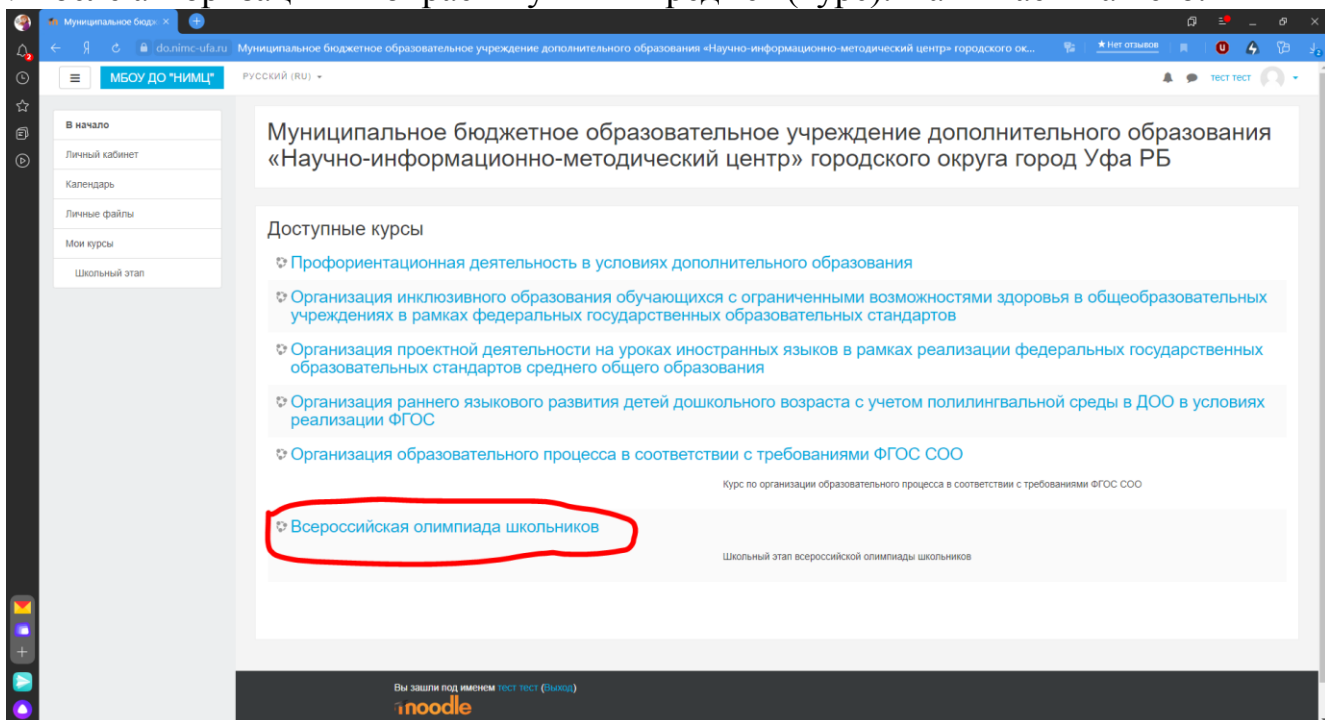 Муниципальное бюдж
do.nimc-ufa.ru Муниципальное бюджетное образовательное учреждение дополнительного образования «Научно-информационно-методический центр» городского ок...
★ Нет отзывов
МБОУ ДО "НИМЦ"
РУССКИЙ (RU)
тест тест
В начало
Личный кабинет
Календарь
Личные файлы
Мои курсы
Школьный этап
Муниципальное бюджетное образовательное учреждение дополнительного образования
«Научно-информационно-методический центр» городского округа город Уфа РБ
Доступные курсы
Профориентационная деятельность в условиях дополнительного образования
Организация инклюзивного образования обучающихся с ограниченными возможностями здоровья в общеобразовательных
учреждениях в рамках федеральных государственных образовательных стандартов
Организация проектной деятельности на уроках иностранных языков в рамках реализации федеральных государственных
образовательных стандартов среднего общего образования
Организация раннего языкового развития детей дошкольного возраста с учетом полилингвальной среды в ДОО в условиях
реализации ФГОС
Организация образовательного процесса в соответствии с требованиями ФГОС СОО
Курс по организации образовательного процесса в соответствии с требованиями ФГОС СОО
Всероссийская олимпиада школьников
Школьный этап всероссийской олимпиады школьников
Вы зашли под именем тест тест (Выход)
moodle